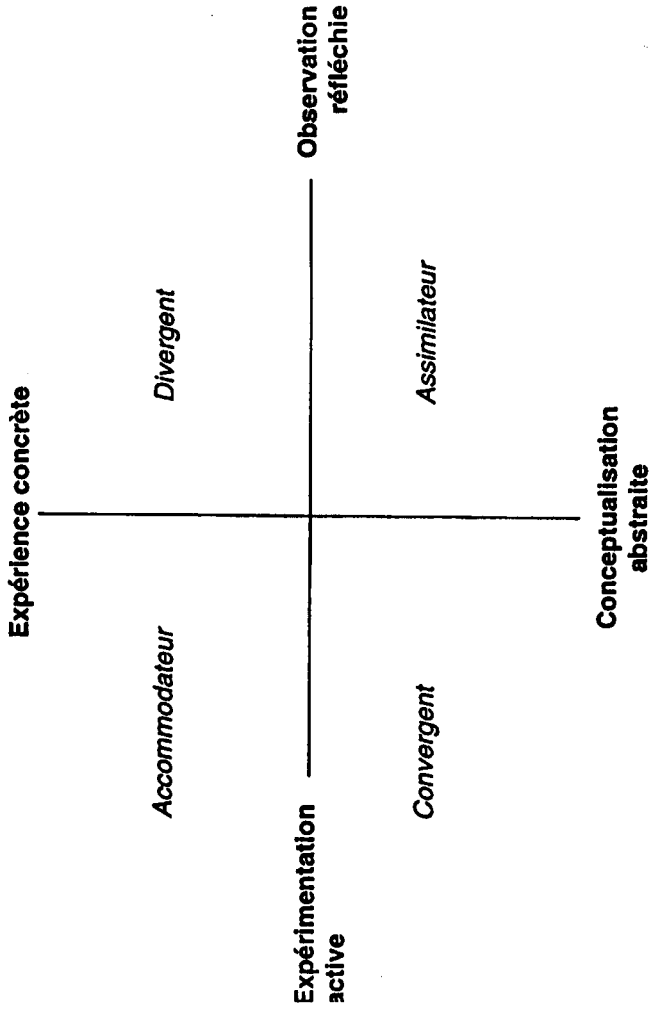 Expérience concrète
Accommodateur
Divergent
Expérimentation
active
Observation
réfléchie
Convergent
Assimilateur
Conceptualisation
abstraite